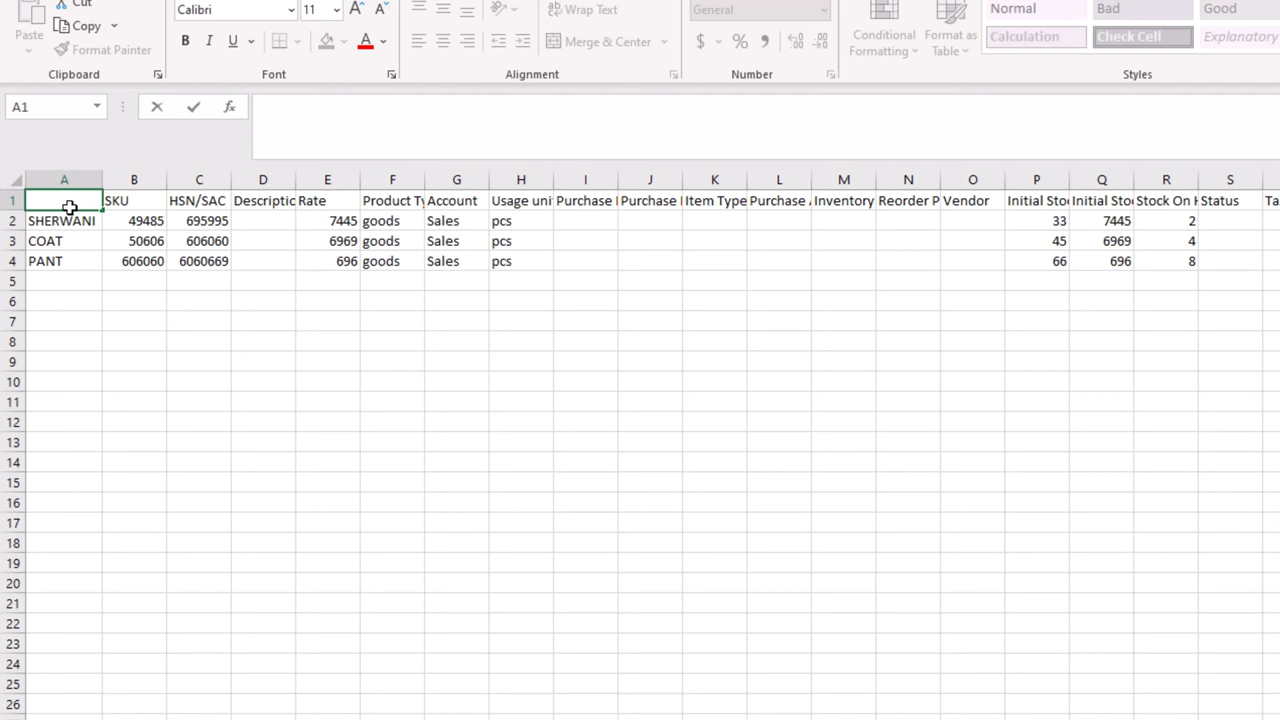 Cut
Calibri 11 A A Wrap Text General Normal Bad Good
Paste Copy
Format Painter B I U A Merge & Center $ % , Conditional Formatting Format as Table Calculation Check Cell Explanatory
Clipboard Font Alignment Number Styles
A1 fx
A B C D E F G H I J K L M N O P Q R S
1 SKU HSN/SAC Descriptic Rate Product Ty Account Usage uni Purchase Purchase Item Type Purchase Inventory Reorder P Vendor Initial Sto Initial Sto Stock On H Status Ta
2 SHERWANI 49485 695995 7445 goods Sales pcs 33 7445 2
3 COAT 50606 606060 6969 goods Sales pcs 45 6969 4
4 PANT 606060 6060669 696 goods Sales pcs 66 696 8
5
6
7
8
9
10
11
12
13
14
15
16
17
18
19
20
21
22
23
24
25
26